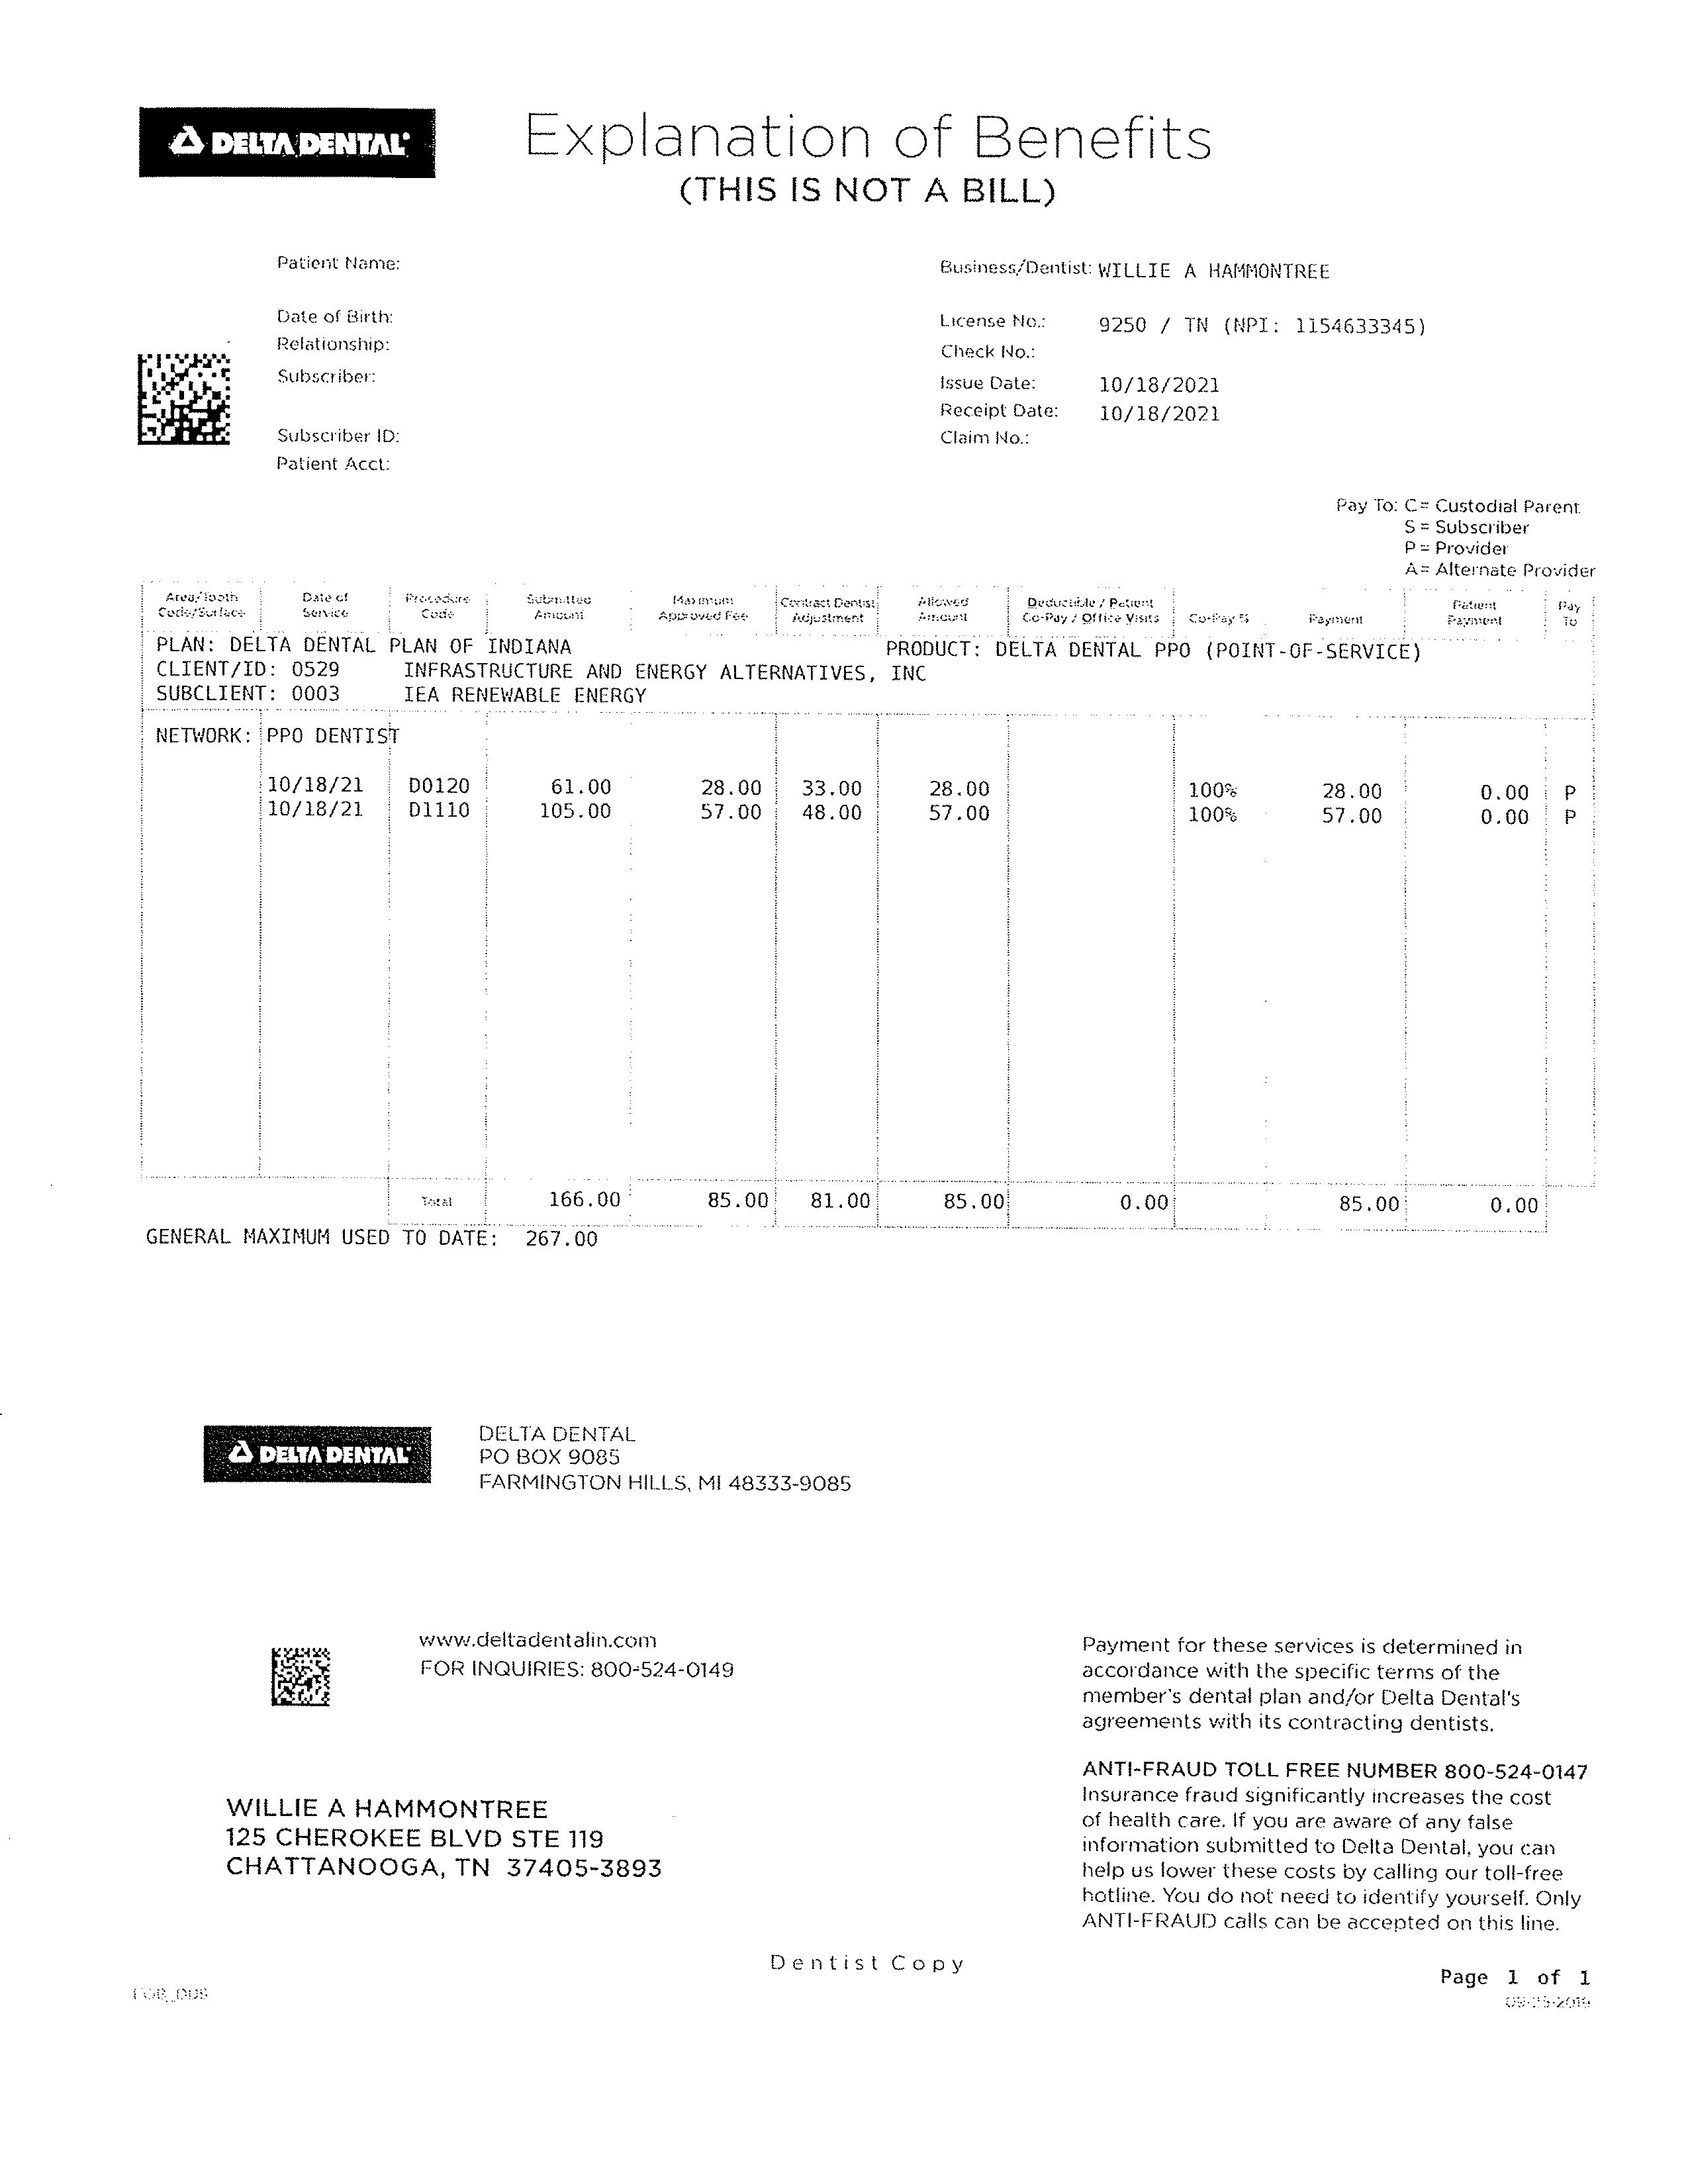 DELTA DENTAL
Explanation of Benefits
(THIS IS NOT A BILL)
Patient Name:
Business/Dentist: WILLIE A HAMMONTREE
Date of Birth:
License No.: 9250 / TN (NPI: 1154633345)
Relationship:
Check No.:
Subscriber:
Issue Date: 10/18/2021
Receipt Date: 10/18/2021
Subscriber ID:
Claim No.:
Patient Acct:
Pay To: C= Custodial Parent
S = Subscriber
P = Provider
A= Alternate Provider
Area/Tooth Code/Surface Date of Service Procedure Code Submitted Amount Maximum Approved Fee Contract Dentist Adjustment Allowed Amount Deductible / Patient Co-Pay / Office Visits Co-Pay % Payment Patient Payment Pay To
PLAN: DELTA DENTAL PLAN OF INDIANA PRODUCT: DELTA DENTAL PPO (POINT-OF-SERVICE)
CLIENT/ID: 0529 INFRASTRUCTURE AND ENERGY ALTERNATIVES, INC
SUBCLIENT: 0003 IEA RENEWABLE ENERGY
NETWORK: PPO DENTIST
10/18/21 D0120 61.00 28.00 33.00 28.00 100% 28.00 0.00 P
10/18/21 D1110 105.00 57.00 48.00 57.00 100% 57.00 0.00 P
Total 166.00 85.00 81.00 85.00 0.00 85.00 0.00
GENERAL MAXIMUM USED TO DATE: 267.00
DELTA DENTAL
DELTA DENTAL
PO BOX 9085
FARMINGTON HILLS, MI 48333-9085
www.deltadentalin.com
FOR INQUIRIES: 800-524-0149
Payment for these services is determined in
accordance with the specific terms of the
member's dental plan and/or Delta Dental's
agreements with its contracting dentists.
ANTI-FRAUD TOLL FREE NUMBER 800-524-0147
Insurance fraud significantly increases the cost
of health care. If you are aware of any false
information submitted to Delta Dental, you can
help us lower these costs by calling our toll-free
hotline. You do not need to identify yourself. Only
ANTI-FRAUD calls can be accepted on this line.
WILLIE A HAMMONTREE
125 CHEROKEE BLVD STE 119
CHATTANOOGA, TN 37405-3893
Dentist Copy
Page 1 of 1